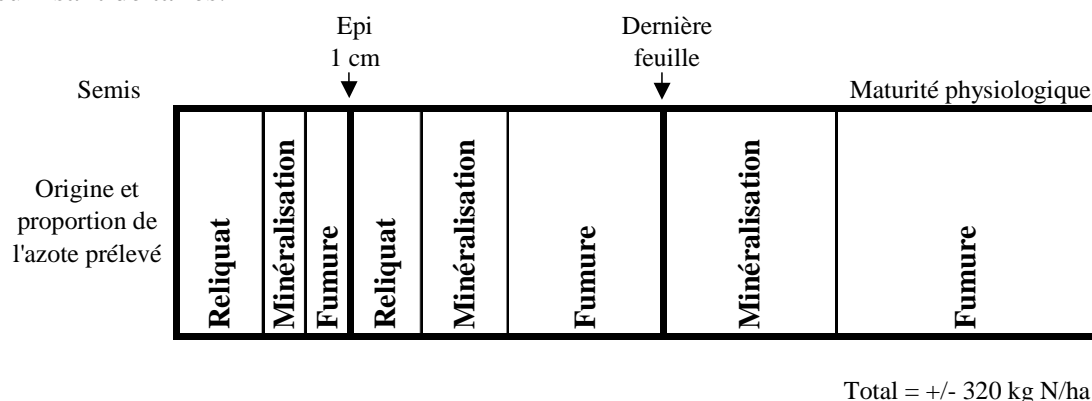 Epi
1 cm
Dernière
feuille
Semis
Maturité physiologique
Origine et
proportion de
l'azote prélevé
Reliquat
Minéralisation
Fumure
Reliquat
Minéralisation
Fumure
Minéralisation
Fumure
Total = +/- 320 kg N/ha